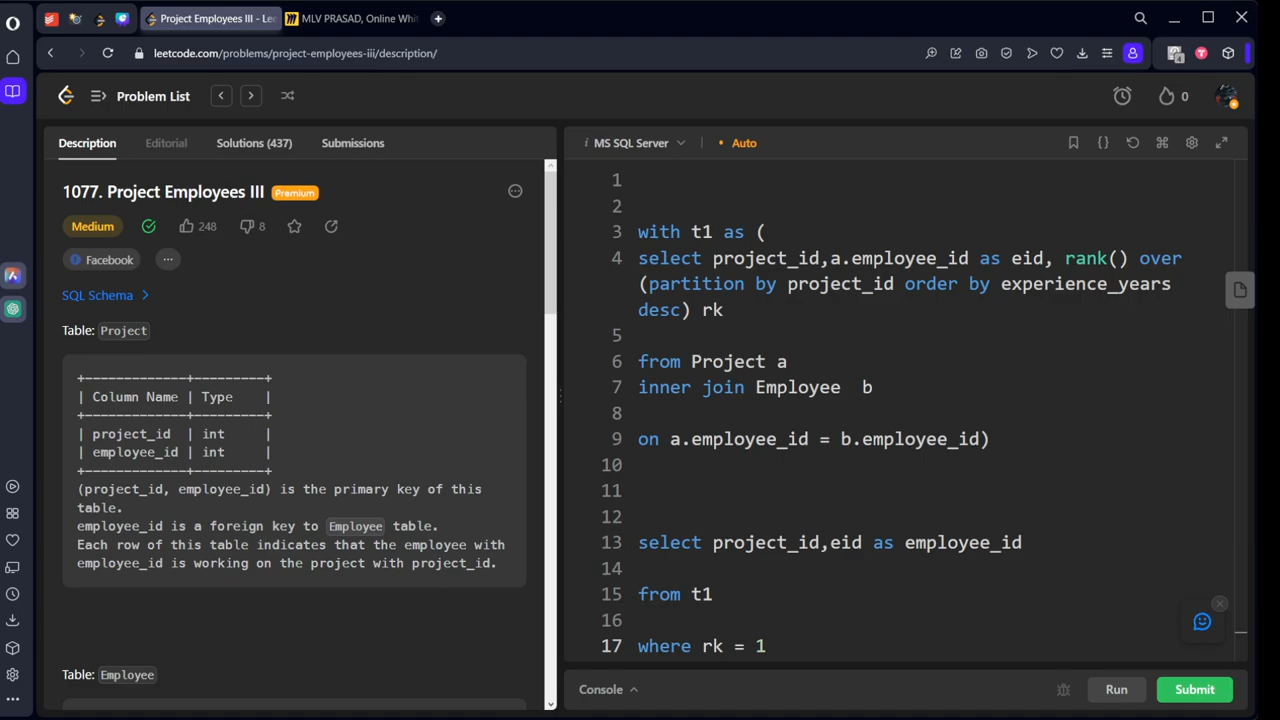 Project Employees III - Lee
MLV PRASAD, Online Whit
leetcode.com/problems/project-employees-iii/description/
4
Problem List
0
Description
Editorial
Solutions (437)
Submissions
i MS SQL Server
• Auto
1077. Project Employees III
Premium
Medium
248
8
Facebook
SQL Schema
Table: Project
+-------------+---------+
| Column Name | Type    |
+-------------+---------+
| project_id  | int     |
| employee_id | int     |
+-------------+---------+
(project_id, employee_id) is the primary key of this
table.
employee_id is a foreign key to Employee table.
Each row of this table indicates that the employee with
employee_id is working on the project with project_id.
Table: Employee
1
2
3 with t1 as (
4 select project_id,a.employee_id as eid, rank() over
(partition by project_id order by experience_years
desc) rk
5
6 from Project a
7 inner join Employee  b
8
9 on a.employee_id = b.employee_id)
10
11
12
13 select project_id,eid as employee_id
14
15 from t1
16
17 where rk = 1
Console
Run
Submit